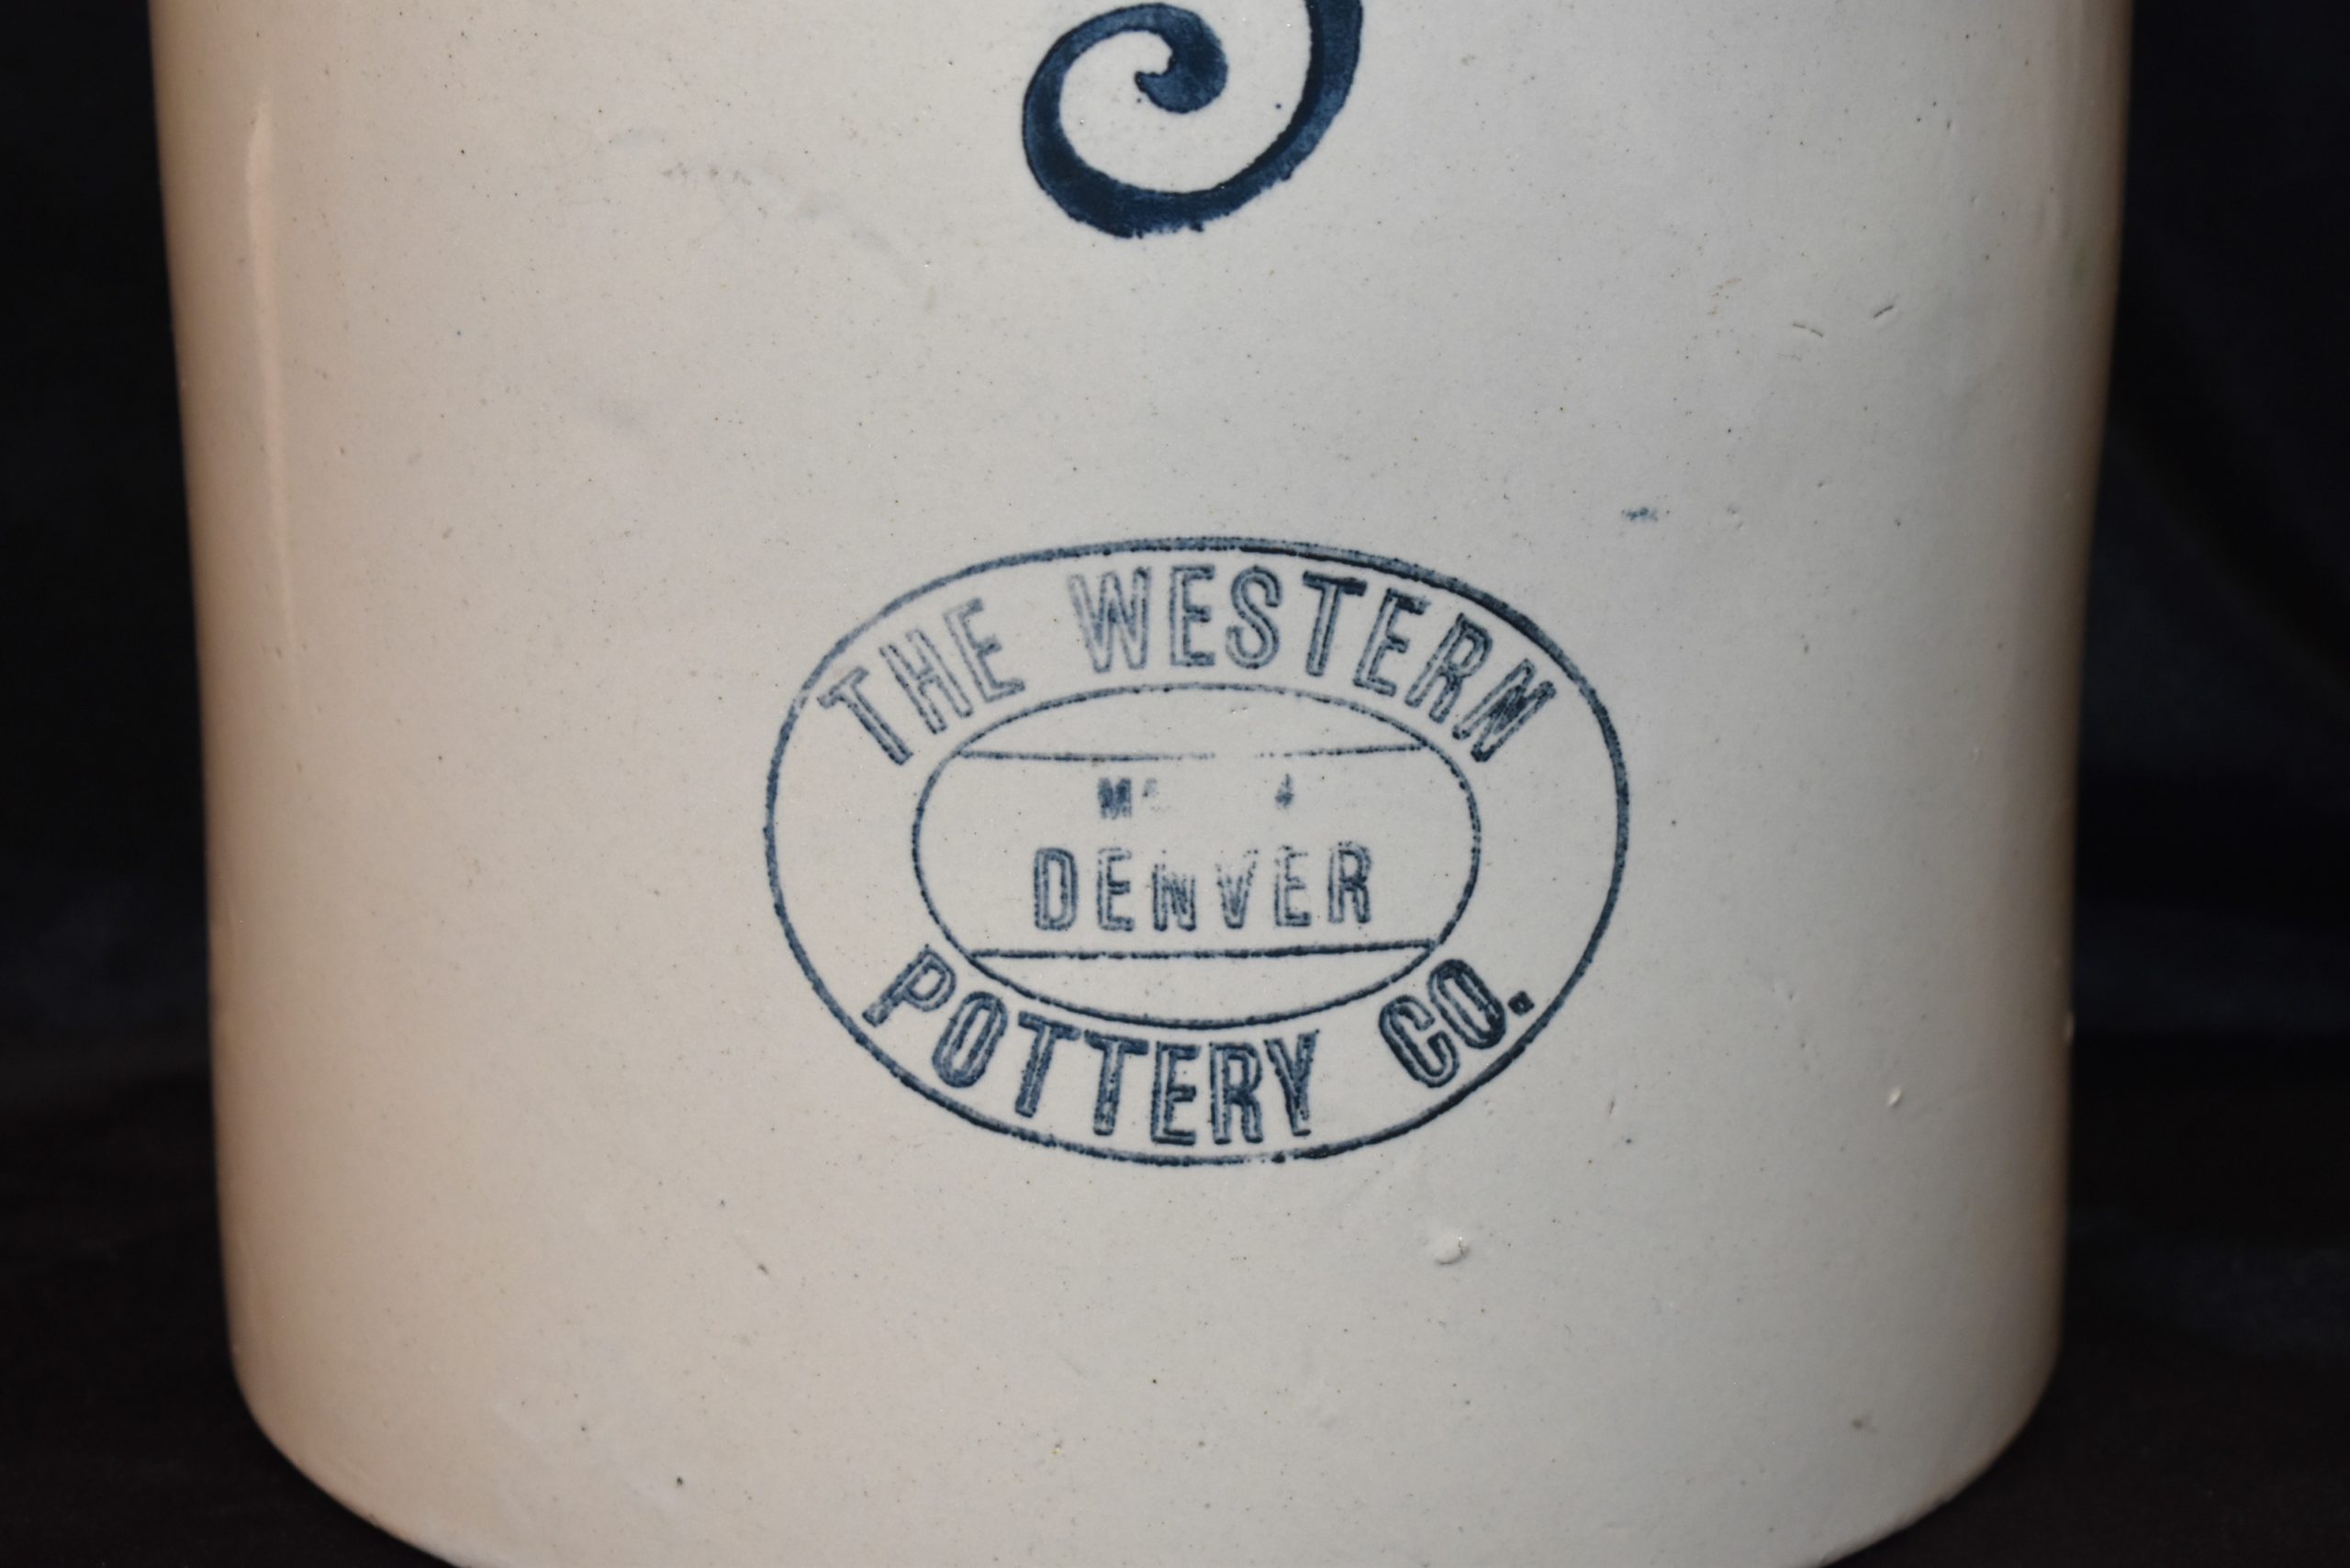 THE WESTERN
DENVER
POTTERY CO.